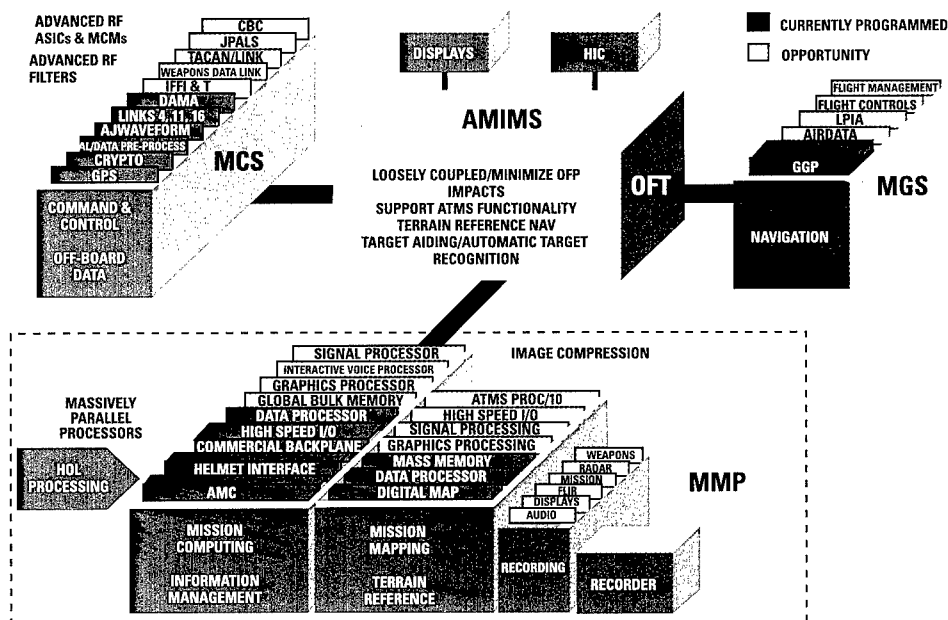 ADVANCED RF
ASICs & MCMs
ADVANCED RF
FILTERS
CBC
JPALS
TACAN/LINK
WEAPONS DATA LINK
IFFI & T
DAMA
LINKS 4, 11, 16
AJWAVEFORM
AL/DATA PRE-PROCESS
CRYPTO
GPS
MCS
COMMAND &
CONTROL
OFF-BOARD
DATA
DISPLAYS
HIC
AMIMS
LOOSELY COUPLED/MINIMIZE OFP
IMPACTS
SUPPORT ATMS FUNCTIONALITY
TERRAIN REFERENCE NAV
TARGET AIDING/AUTOMATIC TARGET
RECOGNITION
CURRENTLY PROGRAMMED
OPPORTUNITY
FLIGHT MANAGEMENT
FLIGHT CONTROLS
LPIA
AIRDATA
GGP
MGS
OFT
NAVIGATION
IMAGE COMPRESSION
MASSIVELY
PARALLEL
PROCESSORS
HOL
PROCESSING
SIGNAL PROCESSOR
INTERACTIVE VOICE PROCESSOR
GRAPHICS PROCESSOR
GLOBAL BULK MEMORY
DATA PROCESSOR
HIGH SPEED I/O
COMMERCIAL BACKPLANE
HELMET INTERFACE
AMC
MISSION
COMPUTING
INFORMATION
MANAGEMENT
ATMS PROC/10
HIGH SPEED I/O
SIGNAL PROCESSING
GRAPHICS PROCESSING
MASS MEMORY
DATA PROCESSOR
DIGITAL MAP
MISSION
MAPPING
TERRAIN
REFERENCE
WEAPONS
RADAR
MISSION
FLIR
DISPLAYS
AUDIO
RECORDING
RECORDER
MMP